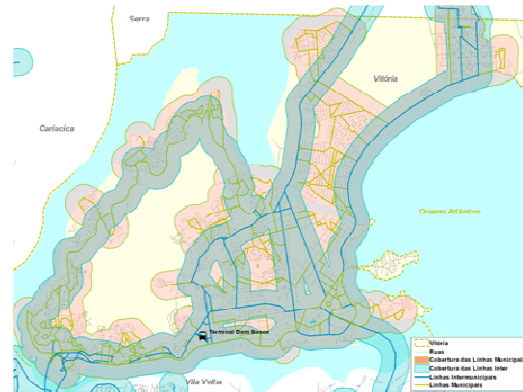 Serra
Vitória
Cariacica
Oceano Atlântico
Terminal Dom Bosco
Vila Velha
Vitória
Ruas
Cobertura das Linhas Municipal
Cobertura das Linhas Inter
Linhas Intermunicipais
Linhas Municipais